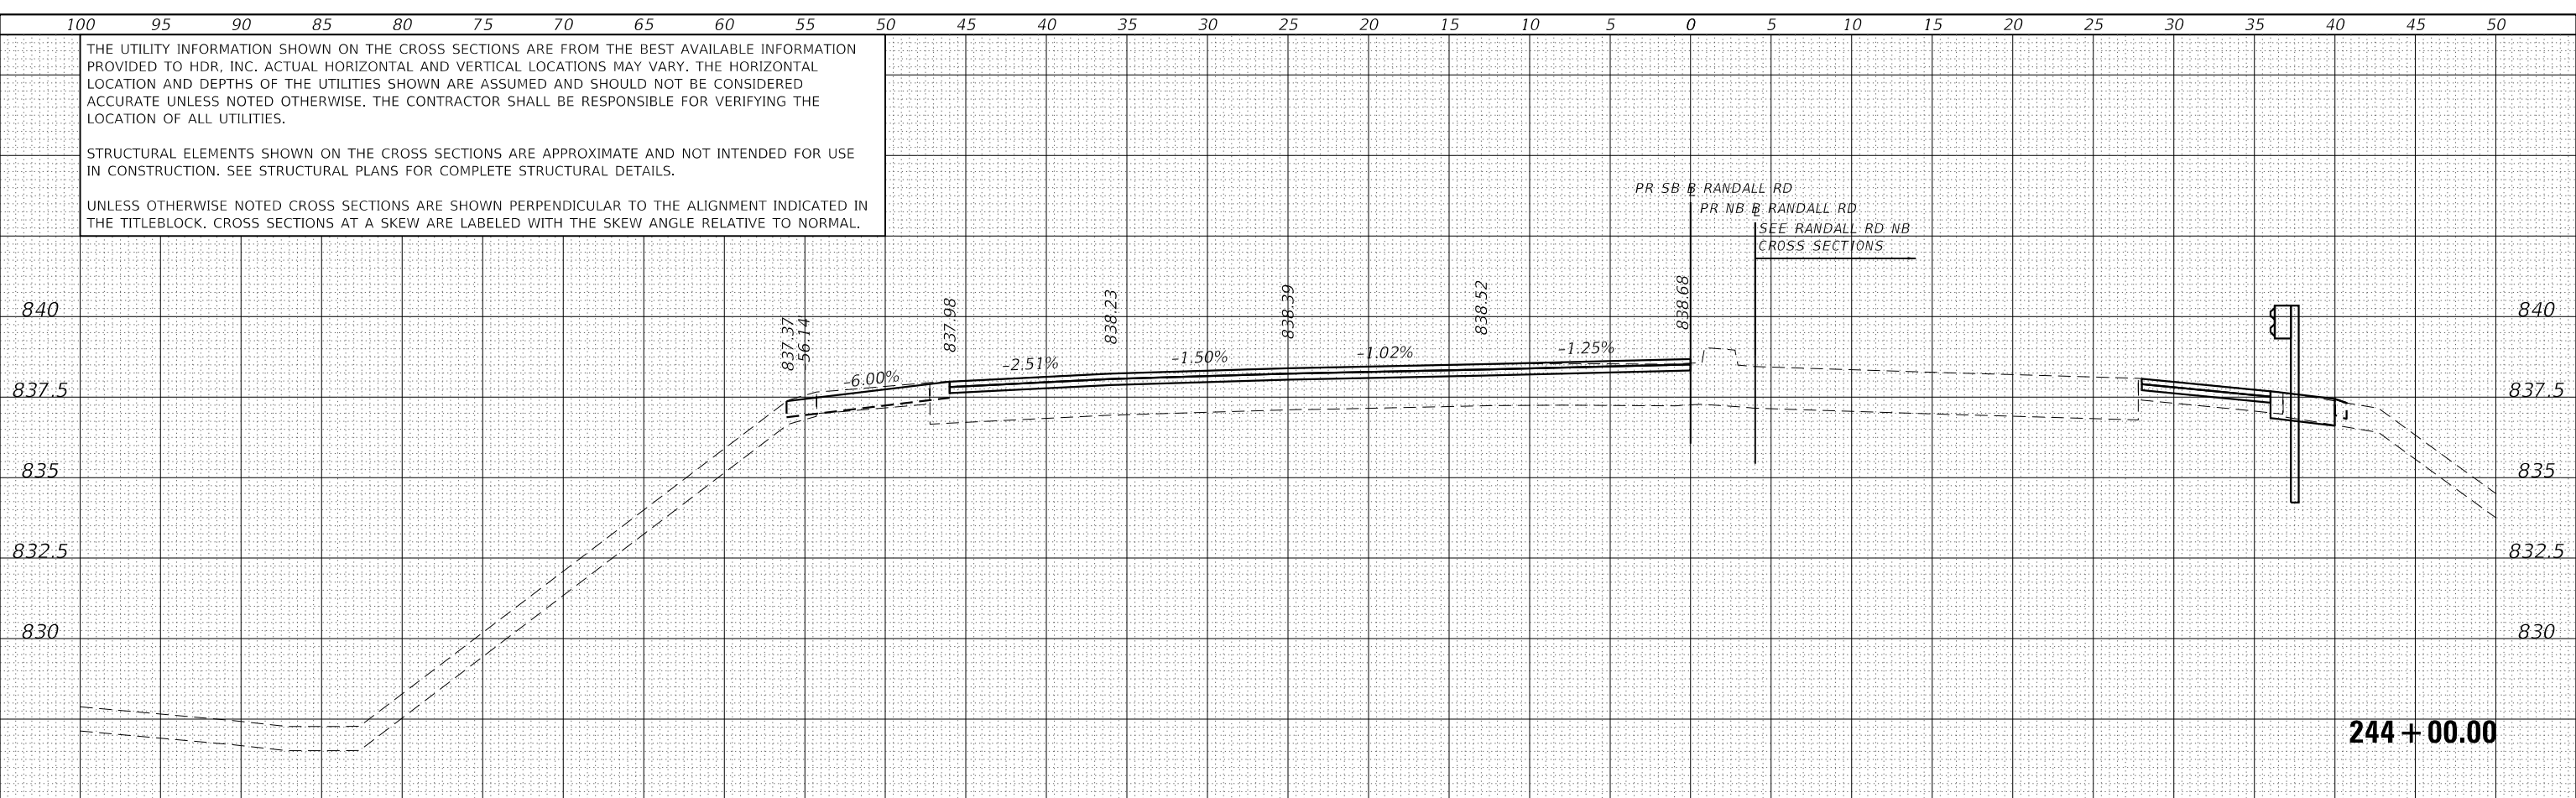 100 95 90 85 80 75 70 65 60 55 50 45 40 35 30 25 20 15 10 5 0 5 10 15 20 25 30 35 40 45 50
THE UTILITY INFORMATION SHOWN ON THE CROSS SECTIONS ARE FROM THE BEST AVAILABLE INFORMATION
PROVIDED TO HDR, INC. ACTUAL HORIZONTAL AND VERTICAL LOCATIONS MAY VARY. THE HORIZONTAL
LOCATION AND DEPTHS OF THE UTILITIES SHOWN ARE ASSUMED AND SHOULD NOT BE CONSIDERED
ACCURATE UNLESS NOTED OTHERWISE. THE CONTRACTOR SHALL BE RESPONSIBLE FOR VERIFYING THE
LOCATION OF ALL UTILITIES.
STRUCTURAL ELEMENTS SHOWN ON THE CROSS SECTIONS ARE APPROXIMATE AND NOT INTENDED FOR USE
IN CONSTRUCTION. SEE STRUCTURAL PLANS FOR COMPLETE STRUCTURAL DETAILS.
UNLESS OTHERWISE NOTED CROSS SECTIONS ARE SHOWN PERPENDICULAR TO THE ALIGNMENT INDICATED IN
THE TITLEBLOCK. CROSS SECTIONS AT A SKEW ARE LABELED WITH THE SKEW ANGLE RELATIVE TO NORMAL.
PR SB B RANDALL RD
PR NB B RANDALL RD
SEE RANDALL RD NB
CROSS SECTIONS
837.37
-56.14
837.98
838.23
838.39
838.52
838.68
-6.00%
-2.51%
-1.50%
-1.02%
-1.25%
840 840
837.5 837.5
835 835
832.5 832.5
830 830
244+00.00